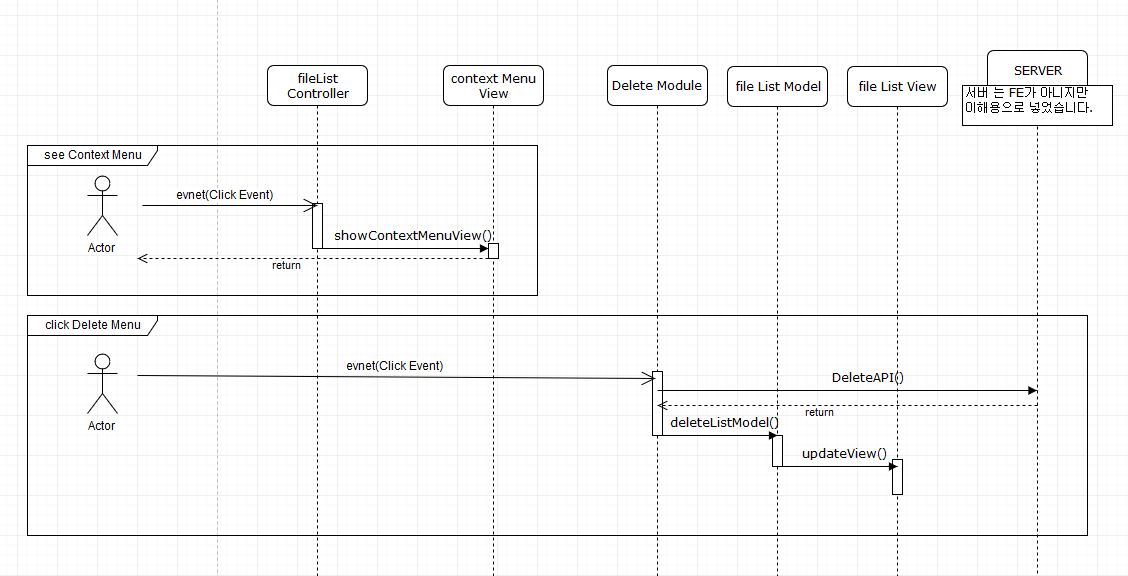 fileList
Controller
context Menu
View
Delete Module
file List Model
file List View
SERVER
서버 는 FE가 아니지만
이해용으로 넣었습니다.
see Context Menu
evnet(Click Event)
showContextMenuView()
Actor
return
click Delete Menu
evnet(Click Event)
DeleteAPI()
return
deleteListModel()
Actor
updateView()